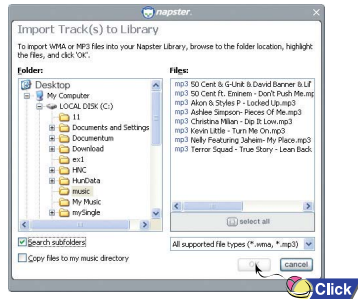 napster.
Import Track(s) to Library
To import WMA or MP3 files into your Napster Library, browse to the folder location, highlight
the files, and click 'OK'.
Folder:
Desktop
My Computer
LOCAL DISK (C:)
11
Documents and Settings
Documentum
Download
ex1
HNC
HunData
music
My Music
mySingle
Search subfolders
Copy files to my music directory
Files:
mp3 50 Cent & G-Unit & David Banner & Lil'
mp3 50 Cent ft. Eminem - Don't Push Me.mp
mp3 Akon & Styles P - Locked Up.mp3
mp3 Ashlee Simpson- Pieces Of Me.mp3
mp3 Christina Milian - Dip It Low.mp3
mp3 Kevin Little - Turn Me On.mp3
mp3 Nelly Featuring Jaheim- My Place.mp3
mp3 Terror Squad - True Story - Lean Back
select all
All supported file types (*.wma, *.mp3)
OK
cancel
Click